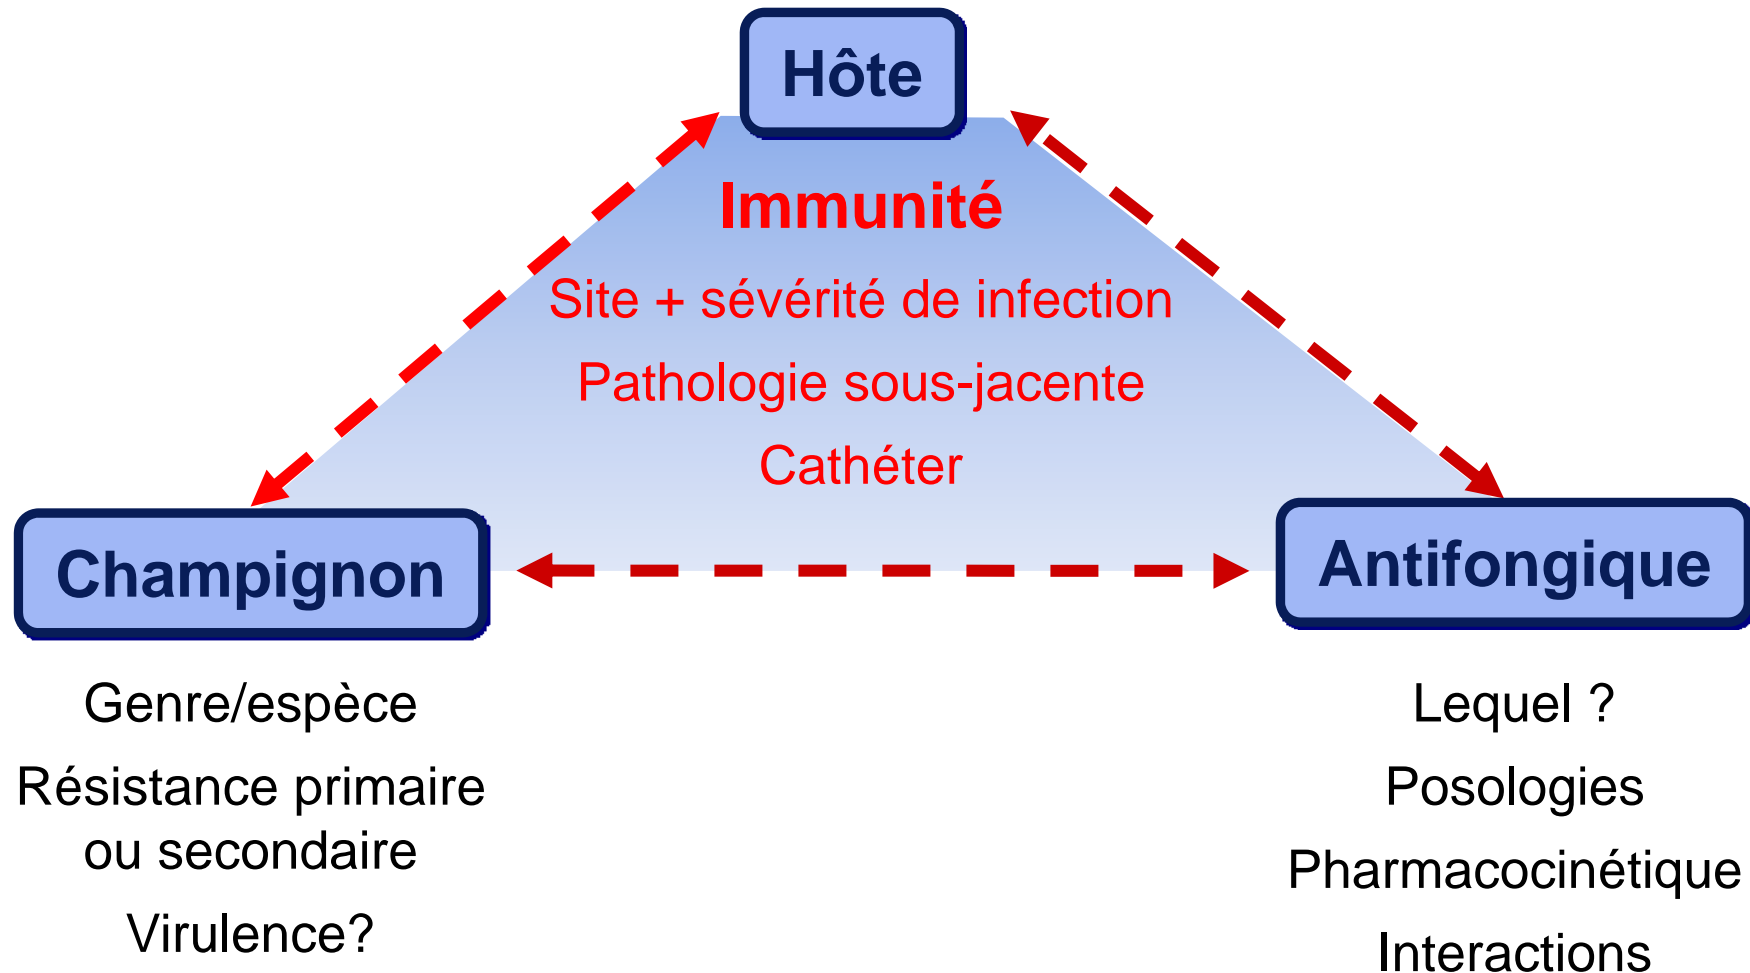 Hôte
Immunité
Site + sévérité de infection
Pathologie sous-jacente
Cathéter
Champignon
Antifongique
Genre/espèce
Résistance primaire
ou secondaire
Virulence?
Lequel ?
Posologies
Pharmacocinétique
Interactions